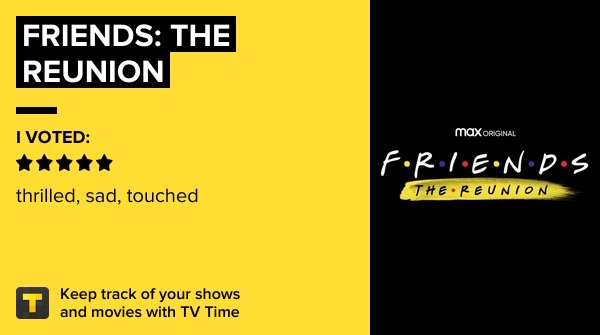 FRIENDS: THE
REUNION
I VOTED:
thrilled, sad, touched
T
Keep track of your shows
and movies with TV Time
max ORIGINAL
F•R•I•E•N•D•S
THE•REUNION